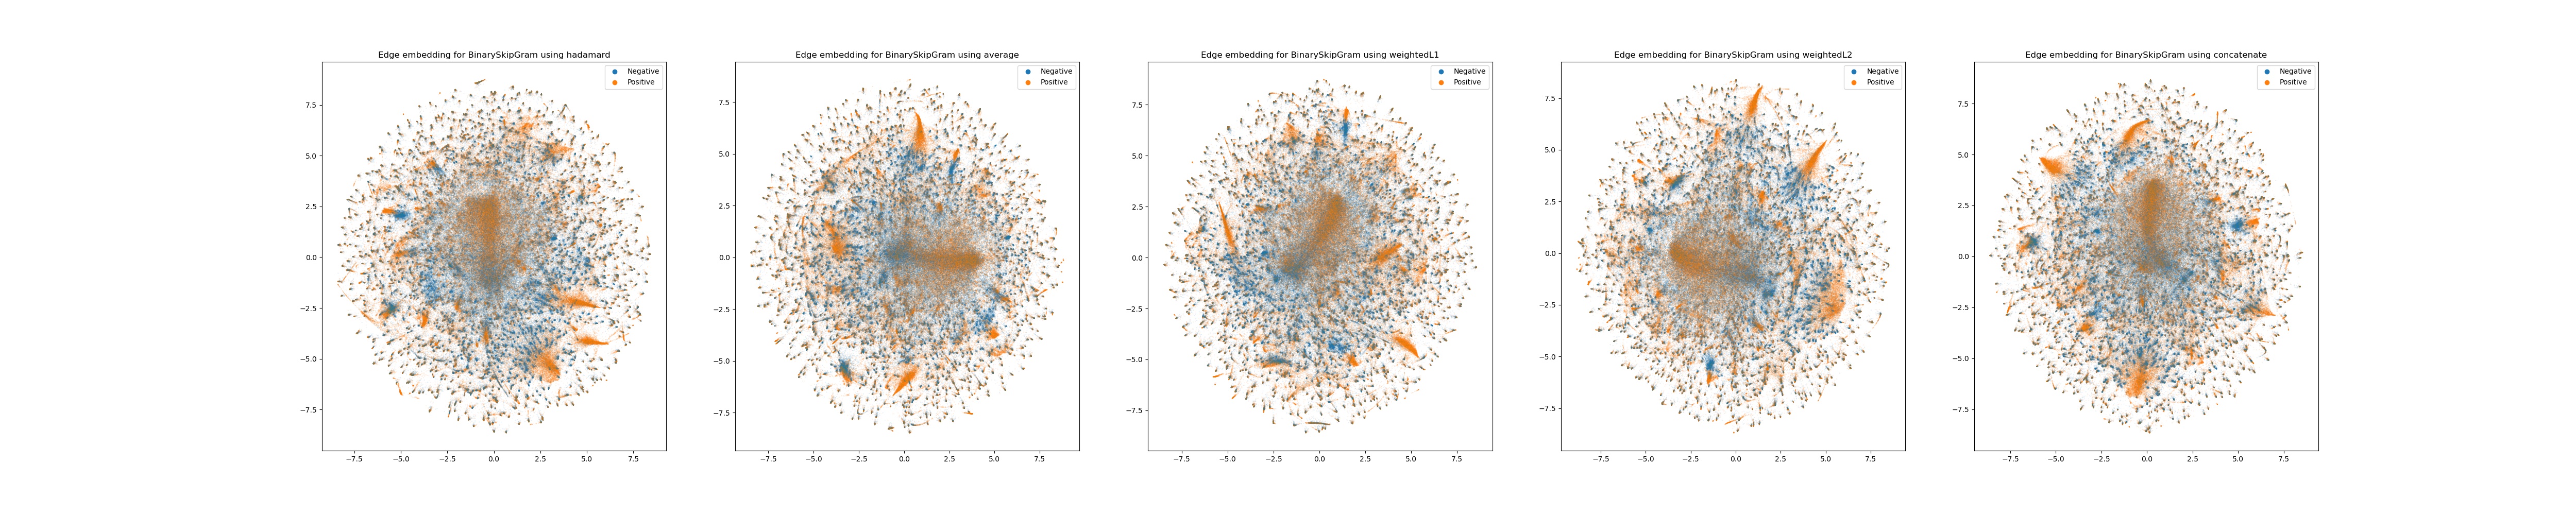 Edge embedding for BinarySkipGram using hadamard
Negative
Positive
7.5
5.0
2.5
0.0
−2.5
−5.0
−7.5
−7.5 −5.0 −2.5 0.0 2.5 5.0 7.5
Edge embedding for BinarySkipGram using average
Negative
Positive
7.5
5.0
2.5
0.0
−2.5
−5.0
−7.5
−7.5 −5.0 −2.5 0.0 2.5 5.0 7.5
Edge embedding for BinarySkipGram using weightedL1
Negative
Positive
7.5
5.0
2.5
0.0
−2.5
−5.0
−7.5
−7.5 −5.0 −2.5 0.0 2.5 5.0 7.5
Edge embedding for BinarySkipGram using weightedL2
Negative
Positive
7.5
5.0
2.5
0.0
−2.5
−5.0
−7.5
−7.5 −5.0 −2.5 0.0 2.5 5.0 7.5
Edge embedding for BinarySkipGram using concatenate
Negative
Positive
7.5
5.0
2.5
0.0
−2.5
−5.0
−7.5
−7.5 −5.0 −2.5 0.0 2.5 5.0 7.5